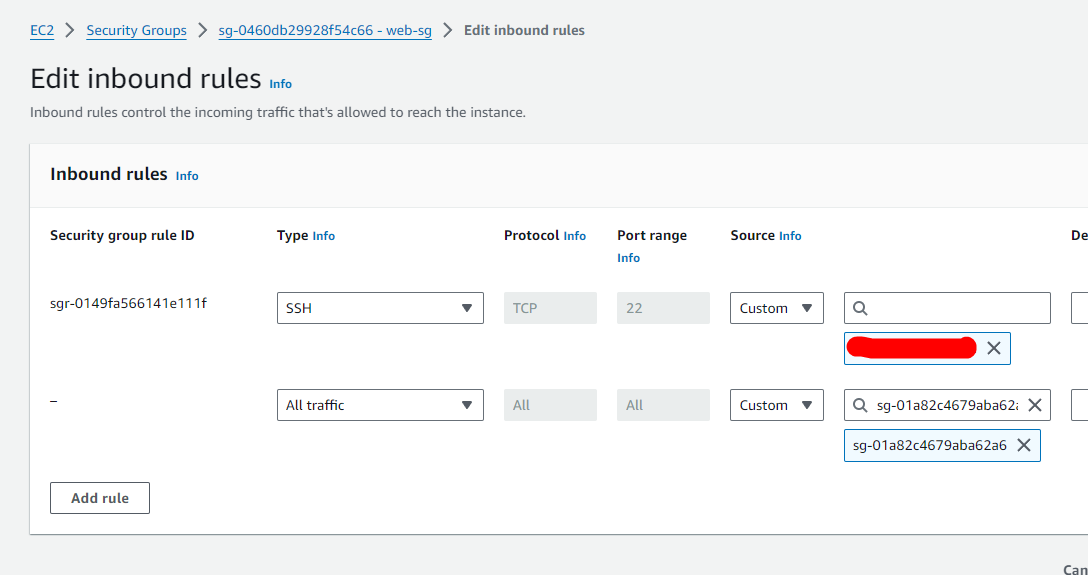 EC2 > Security Groups > sg-0460db29928f54c66 - web-sg > Edit inbound rules
Edit inbound rules Info
Inbound rules control the incoming traffic that's allowed to reach the instance.
Inbound rules Info
Security group rule ID Type Info Protocol Info Port range Info Source Info De
sgr-0149fa566141e111f SSH TCP 22 Custom
– All traffic All All Custom sg-01a82c4679aba62a
sg-01a82c4679aba62a6
Add rule
Can